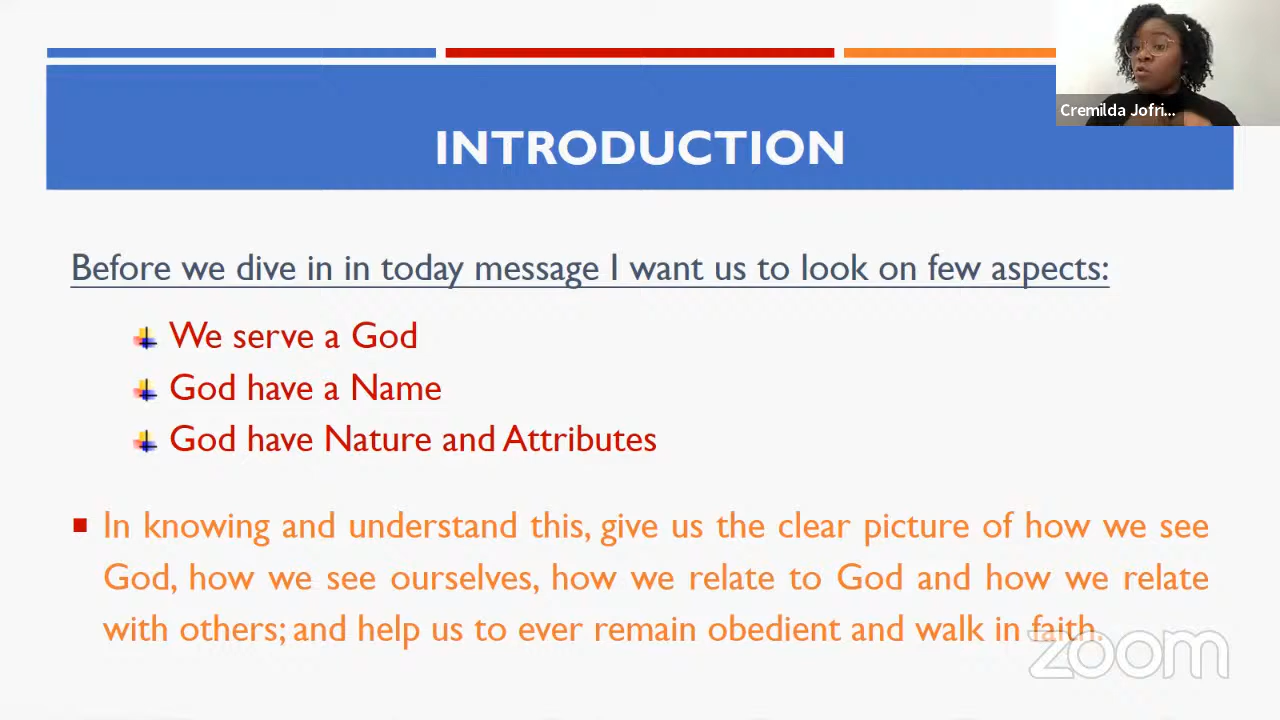 Cremilda Jofri...
INTRODUCTION
Before we dive in in today message I want us to look on few aspects:
We serve a God
God have a Name
God have Nature and Attributes
In knowing and understand this, give us the clear picture of how we see
God, how we see ourselves, how we relate to God and how we relate
with others; and help us to ever remain obedient and walk in faith.
zoom